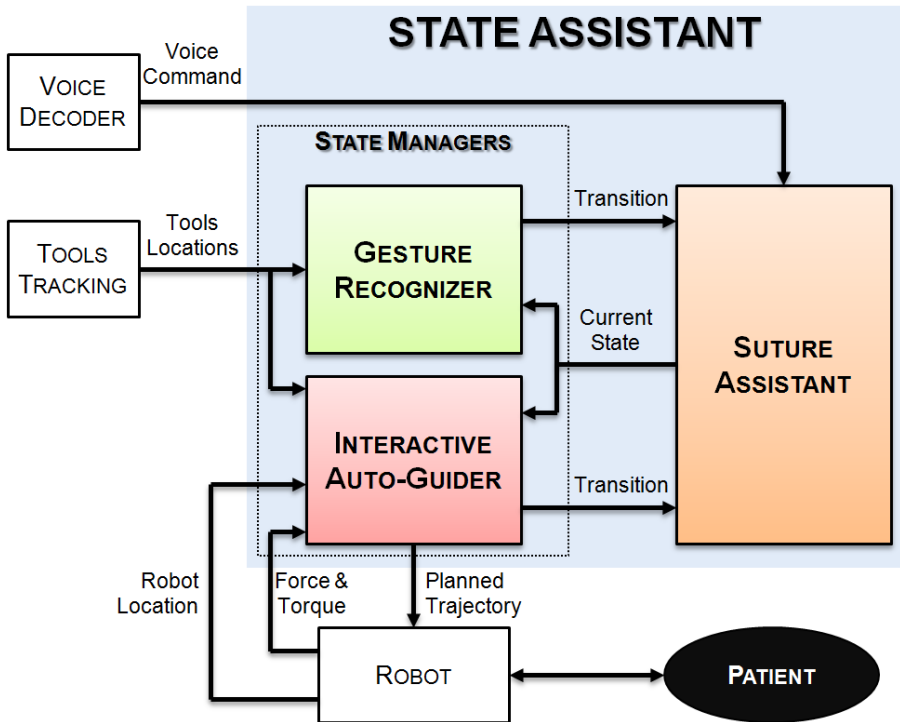 STATE ASSISTANT
Voice
Command
VOICE
DECODER
STATE MANAGERS
Tools
Locations
TOOLS
TRACKING
GESTURE
RECOGNIZER
Transition
Current
State
SUTURE
ASSISTANT
INTERACTIVE
AUTO-GUIDER
Transition
Robot
Location
Force &
Torque
Planned
Trajectory
ROBOT
PATIENT